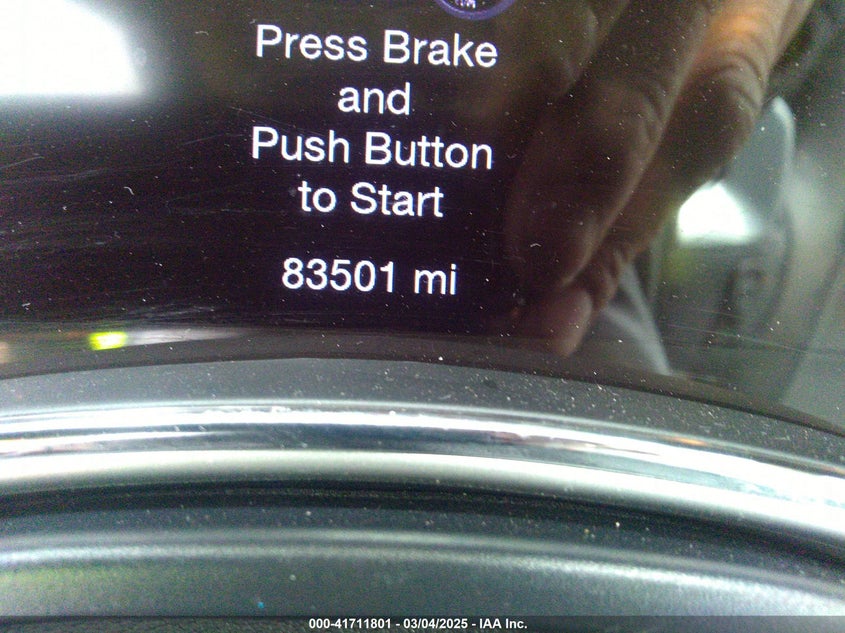 Press Brake
and
Push Button
to Start
83501 mi
000-41711801 - 03/04/2025 - IAA Inc.